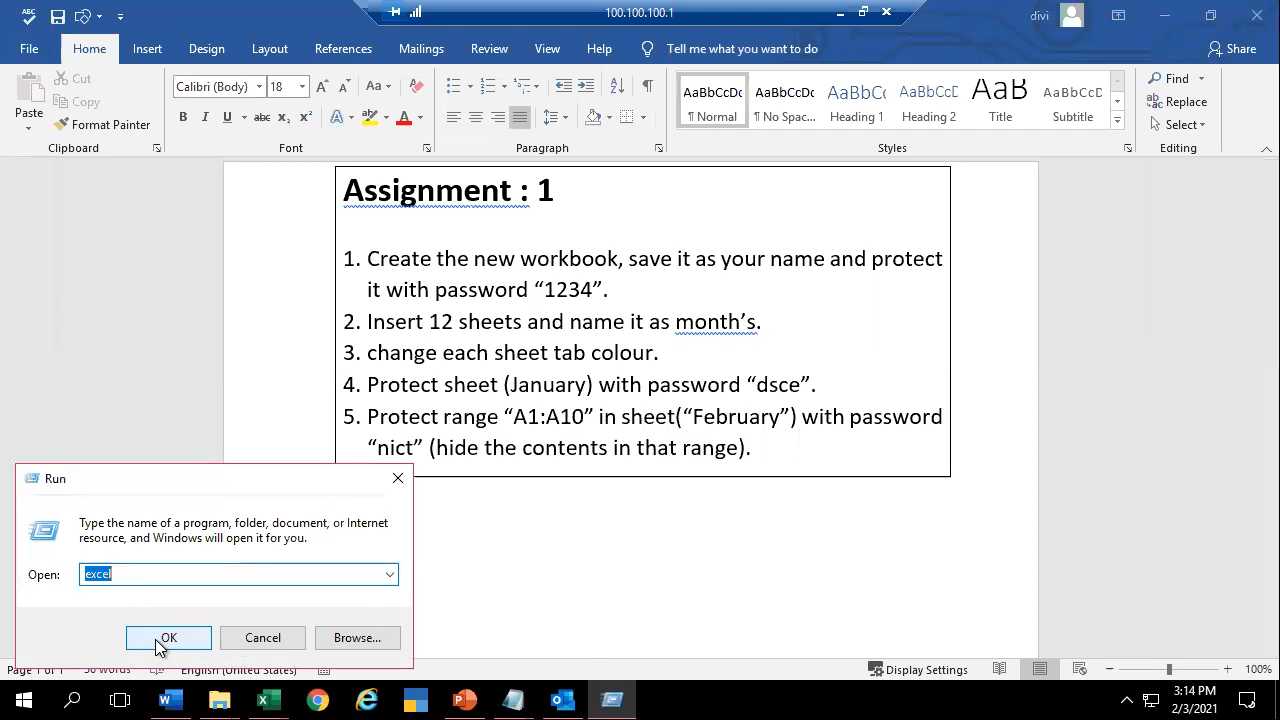 100.100.100.1
divi
File Home Insert Design Layout References Mailings Review View Help Tell me what you want to do Share
Paste
Cut
Copy
Format Painter
Clipboard
Calibri (Body) 18
Font
Paragraph
AaBbCcDc AaBbCcDc AaBbCc AaBbCcD AaB AaBbCcD
¶ Normal ¶ No Spac... Heading 1 Heading 2 Title Subtitle
Styles
Find
Replace
Select
Editing
Assignment : 1
1. Create the new workbook, save it as your name and protect
it with password “1234”.
2. Insert 12 sheets and name it as month’s.
3. change each sheet tab colour.
4. Protect sheet (January) with password “dsce”.
5. Protect range “A1:A10” in sheet(“February”) with password
“nict” (hide the contents in that range).
Run
Type the name of a program, folder, document, or Internet
resource, and Windows will open it for you.
Open: excel
OK Cancel Browse...
Page 1 of 1 56 words English (United States) Display Settings 100%
3:14 PM
2/3/2021